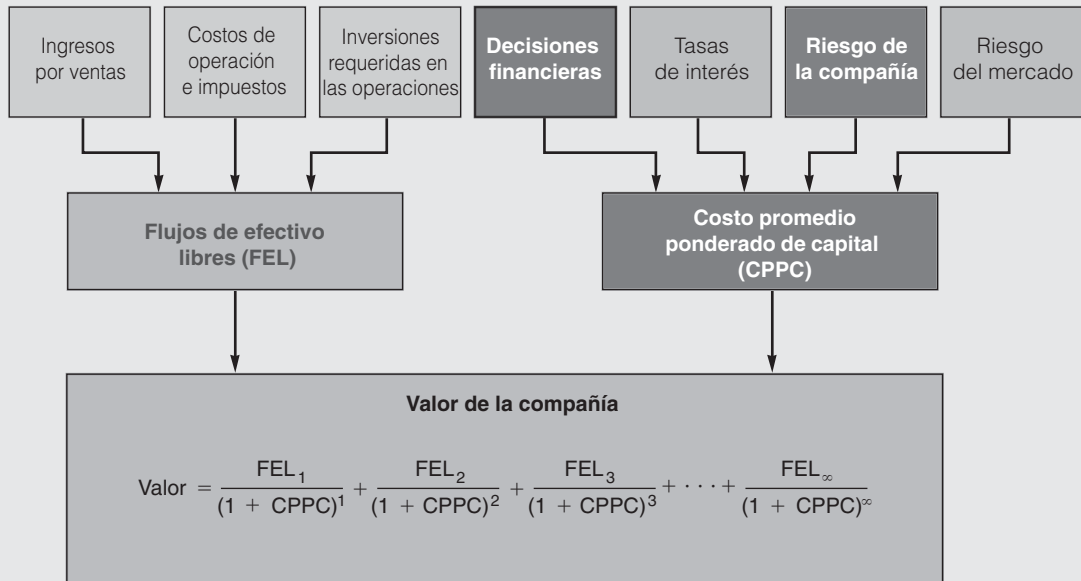 Ingresos
por ventas
Costos de
operación
e impuestos
Inversiones
requeridas en
las operaciones
Decisiones
financieras
Tasas
de interés
Riesgo de
la compañía
Riesgo
del mercado
Flujos de efectivo
libres (FEL)
Costo promedio
ponderado de capital
(CPPC)
Valor de la compañía
Valor = FEL₁/(1 + CPPC)¹ + FEL₂/(1 + CPPC)² + FEL₃/(1 + CPPC)³ + · · · + FEL∞/(1 + CPPC)^∞